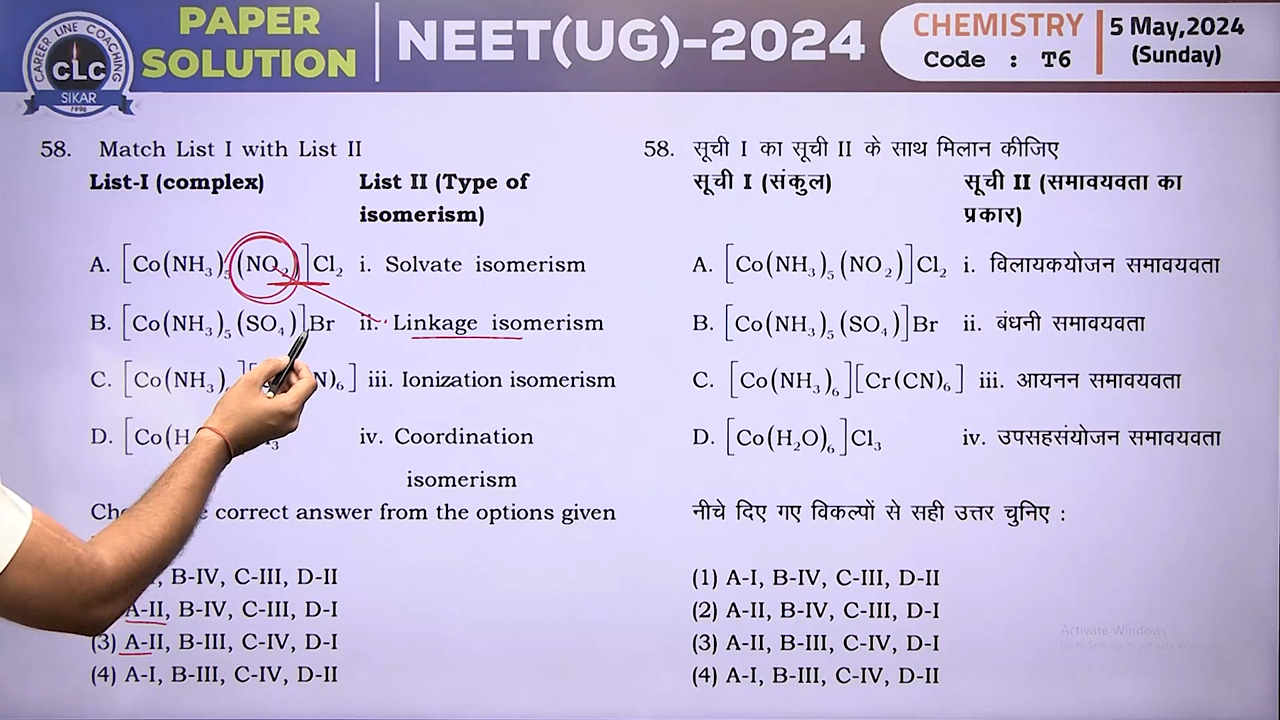 CAREER LINE COACHING
CLC
SIKAR
1996
PAPER
SOLUTION
NEET(UG)-2024
CHEMISTRY
Code : T6
5 May,2024
(Sunday)
58. Match List I with List II
List-I (complex) List II (Type of
isomerism)
A. [Co(NH₃)₅(NO₂)]Cl₂ i. Solvate isomerism
B. [Co(NH₃)₅(SO₄)]Br ii. Linkage isomerism
C. [Co(NH₃) ][ N)₆] iii. Ionization isomerism
D. [Co(H ₃ iv. Coordination
isomerism
correct answer from the options given
, B-IV, C-III, D-II
A-II, B-IV, C-III, D-I
(3) A-II, B-III, C-IV, D-I
(4) A-I, B-III, C-IV, D-II
58. सूची I का सूची II के साथ मिलान कीजिए
सूची I (संकुल) सूची II (समावयवता का
प्रकार)
A. [Co(NH₃)₅(NO₂)]Cl₂ i. विलायकयोजन समावयवता
B. [Co(NH₃)₅(SO₄)]Br ii. बंधनी समावयवता
C. [Co(NH₃)₆][Cr(CN)₆] iii. आयनन समावयवता
D. [Co(H₂O)₆]Cl₃ iv. उपसहसंयोजन समावयवता
नीचे दिए गए विकल्पों से सही उत्तर चुनिए :
(1) A-I, B-IV, C-III, D-II
(2) A-II, B-IV, C-III, D-I
(3) A-II, B-III, C-IV, D-I
(4) A-I, B-III, C-IV, D-II
Activate Windows